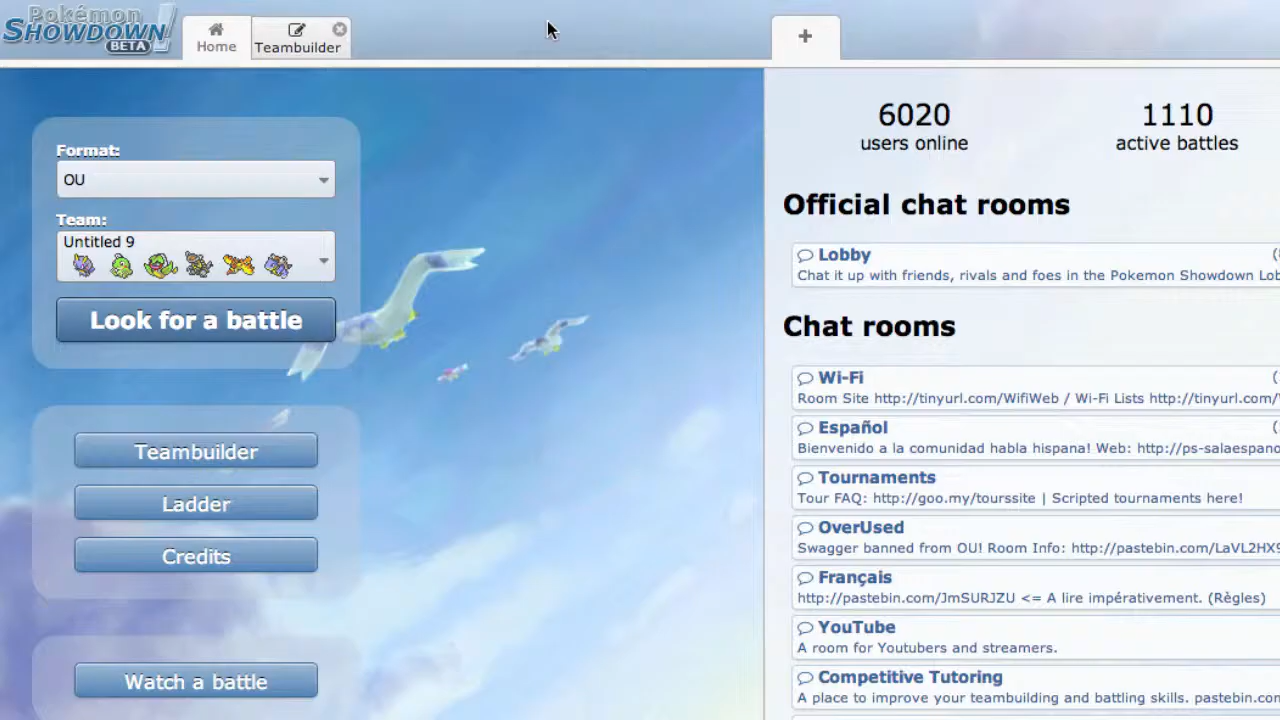 Pokémon
SHOWDOWN!
BETA
Home
Teambuilder
+
Format:
OU
Team:
Untitled 9
Look for a battle
Teambuilder
Ladder
Credits
Watch a battle
6020
users online
1110
active battles
Official chat rooms
Lobby
Chat it up with friends, rivals and foes in the Pokemon Showdown Lob
Chat rooms
Wi-Fi
Room Site http://tinyurl.com/WifiWeb / Wi-Fi Lists http://tinyurl.com/
Español
Bienvenido a la comunidad habla hispana! Web: http://ps-salaespano
Tournaments
Tour FAQ: http://goo.my/tourssite | Scripted tournaments here!
OverUsed
Swagger banned from OU! Room Info: http://pastebin.com/LaVL2HX9
Français
http://pastebin.com/JmSURJZU <= A lire impérativement. (Règles)
YouTube
A room for Youtubers and streamers.
Competitive Tutoring
A place to improve your teambuilding and battling skills. pastebin.con